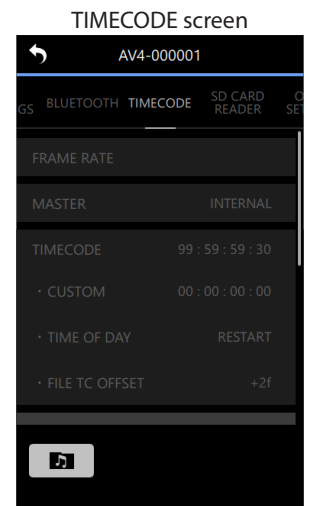 TIMECODE screen
AV4-000001
GS BLUETOOTH TIMECODE SD CARD READER O SET
FRAME RATE
MASTER INTERNAL
TIMECODE 99 : 59 : 59 : 30
· CUSTOM 00 : 00 : 00 : 00
· TIME OF DAY RESTART
· FILE TC OFFSET +2f